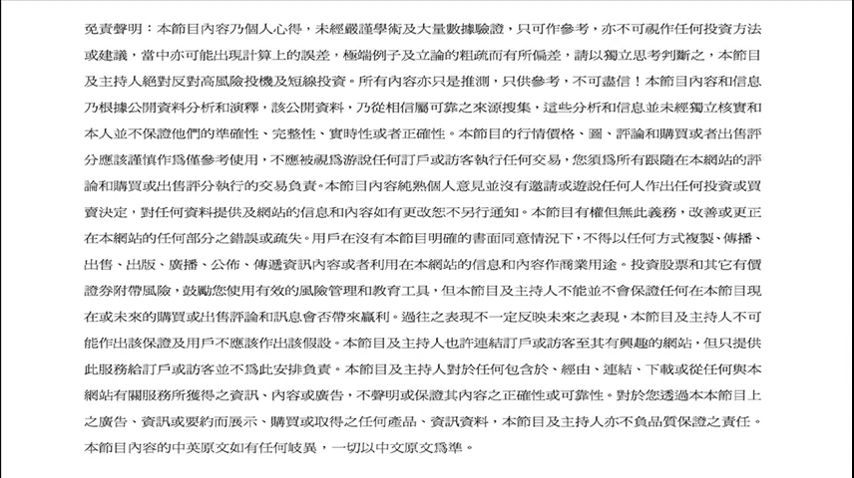 免責聲明：本節目內容乃個人心得，未經嚴謹學術及大量數據驗證，只可作參考，亦不可視作任何投資方法
或建議，當中亦可能出現計算上的誤差，極端例子及立論的粗疏而有所偏差，請以獨立思考判斷之，本節目
及主持人絕對反對高風險投機及短線投資。所有內容亦只是推測，只供參考，不可盡信！本節目內容和信息
乃根據公開資料分析和演釋，該公開資料，乃從相信屬可靠之來源搜集，這些分析和信息並未經獨立核實和
本人並不保證他們的準確性、完整性、實時性或者正確性。本節目的行情價格、圖、評論和購買或者出售評
分應該謹慎作為僅參考使用，不應被視為游說任何訂戶或訪客執行任何交易，您須為所有跟隨在本網站的評
論和購買或出售評分執行的交易負責。本節目內容純熟個人意見並沒有邀請或遊說任何人作出任何投資或買
賣決定，對任何資料提供及網站的信息和內容如有更改恕不另行通知。本節目有權但無此義務，改善或更正
在本網站的任何部分之錯誤或疏失。用戶在沒有本節目明確的書面同意情況下，不得以任何方式複製、傳播、
出售、出版、廣播、公佈、傳遞資訊內容或者利用在本網站的信息和內容作商業用途。投資股票和其它有價
證券附帶風險，鼓勵您使用有效的風險管理和教育工具，但本節目及主持人不能並不會保證任何在本節目現
在或未來的購買或出售評論和訊息會否帶來贏利。過往之表現不一定反映未來之表現，本節目及主持人不可
能作出該保證及用戶不應該作出該假設。本節目及主持人也許連結訂戶或訪客至其有興趣的網站，但只提供
此服務給訂戶或訪客並不為此安排負責。本節目及主持人對於任何包含於、經由、連結、下載或從任何與本
網站有關服務所獲得之資訊、內容或廣告，不聲明或保證其內容之正確性或可靠性。對於您透過本本節目上
之廣告、資訊或要約而展示、購買或取得之任何產品、資訊資料，本節目及主持人亦不負品質保證之責任。
本節目內容的中英原文如有任何岐異，一切以中文原文為準。